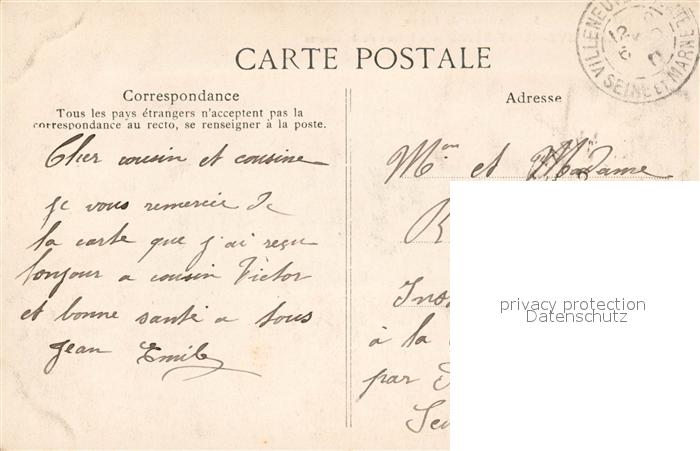 CARTE POSTALE
Correspondance
Tous les pays étrangers n'acceptent pas la
correspondance au recto, se renseigner à la poste.
Cher cousin et cousine
je vous remercie de
la carte que j'ai reçu
bonjour a cousin Victor
et bonne santé a tous
Jean Emile
Adresse
Mon et Madame
à la
par
VILLENEUVE
SEINE ET MARNE
privacy protection
Datenschutz